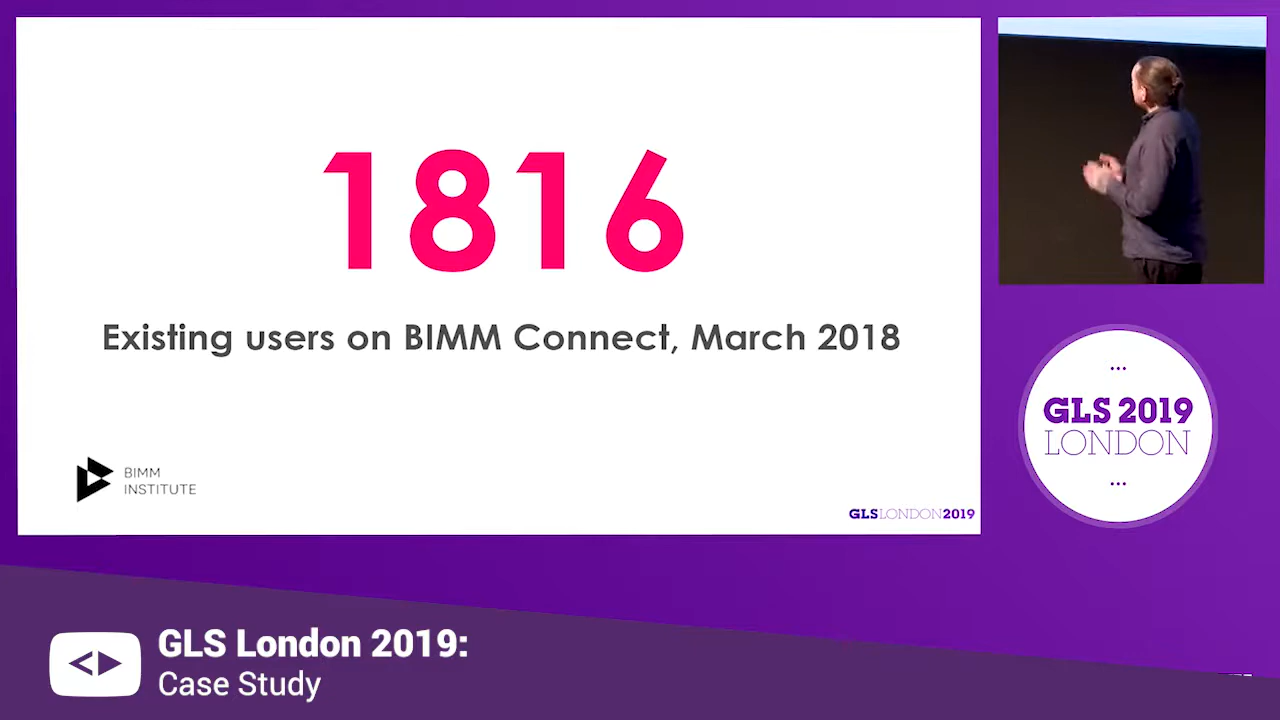 1816
Existing users on BIMM Connect, March 2018
BIMM
INSTITUTE
GLSLONDON2019
...
GLS 2019
LONDON
...
GLS London 2019:
Case Study